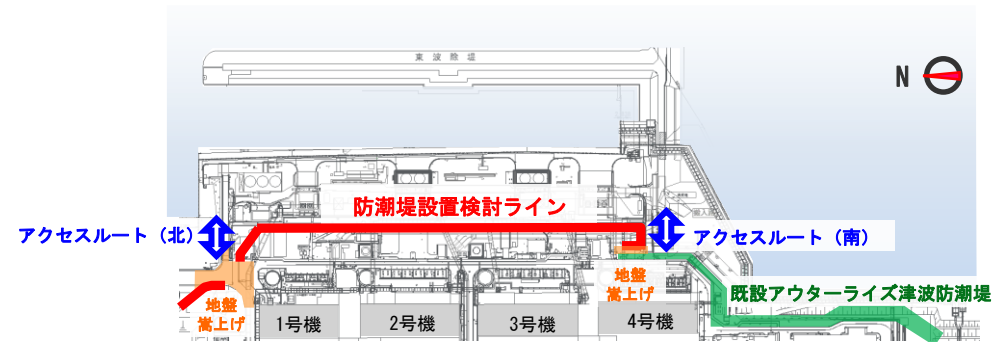 東波除堤
N
防潮堤設置検討ライン
アクセスルート（北）
アクセスルート（南）
搬入
地盤
嵩上げ
地盤
嵩上げ
既設アウターライズ津波防潮堤
1号機
2号機
3号機
4号機